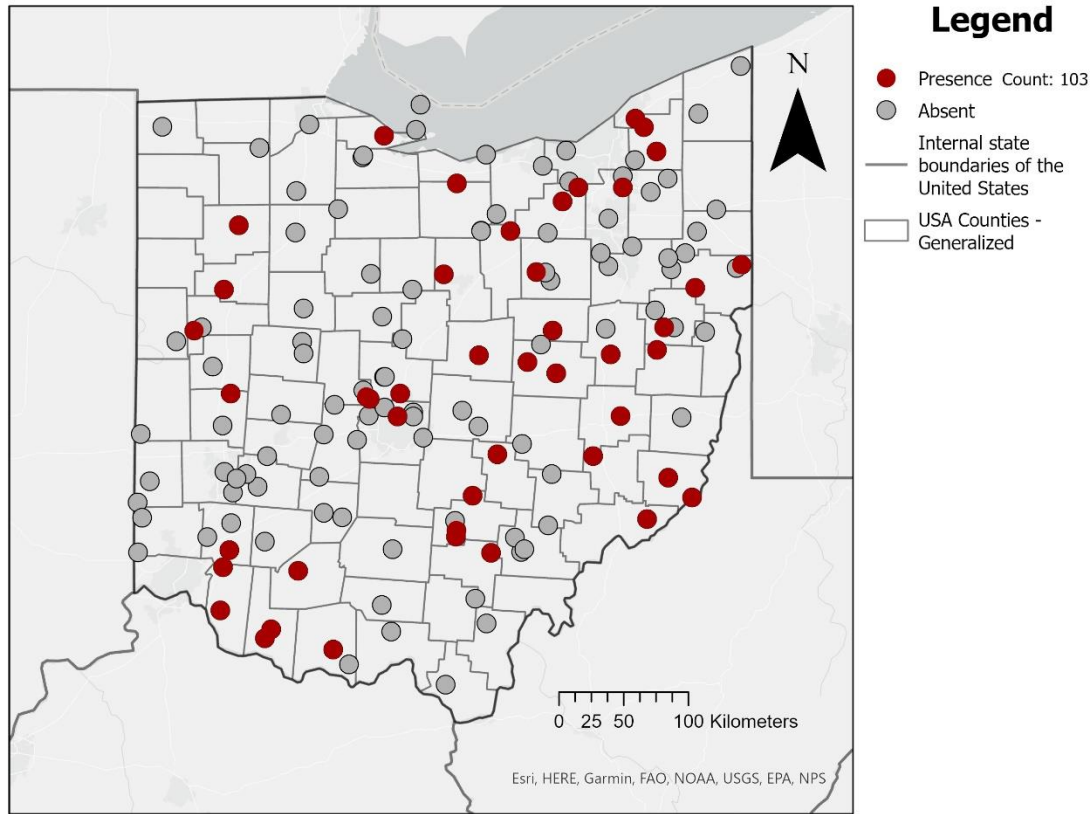 Legend
N
Presence Count: 103
Absent
Internal state
boundaries of the
United States
USA Counties -
Generalized
0 25 50 100 Kilometers
Esri, HERE, Garmin, FAO, NOAA, USGS, EPA, NPS